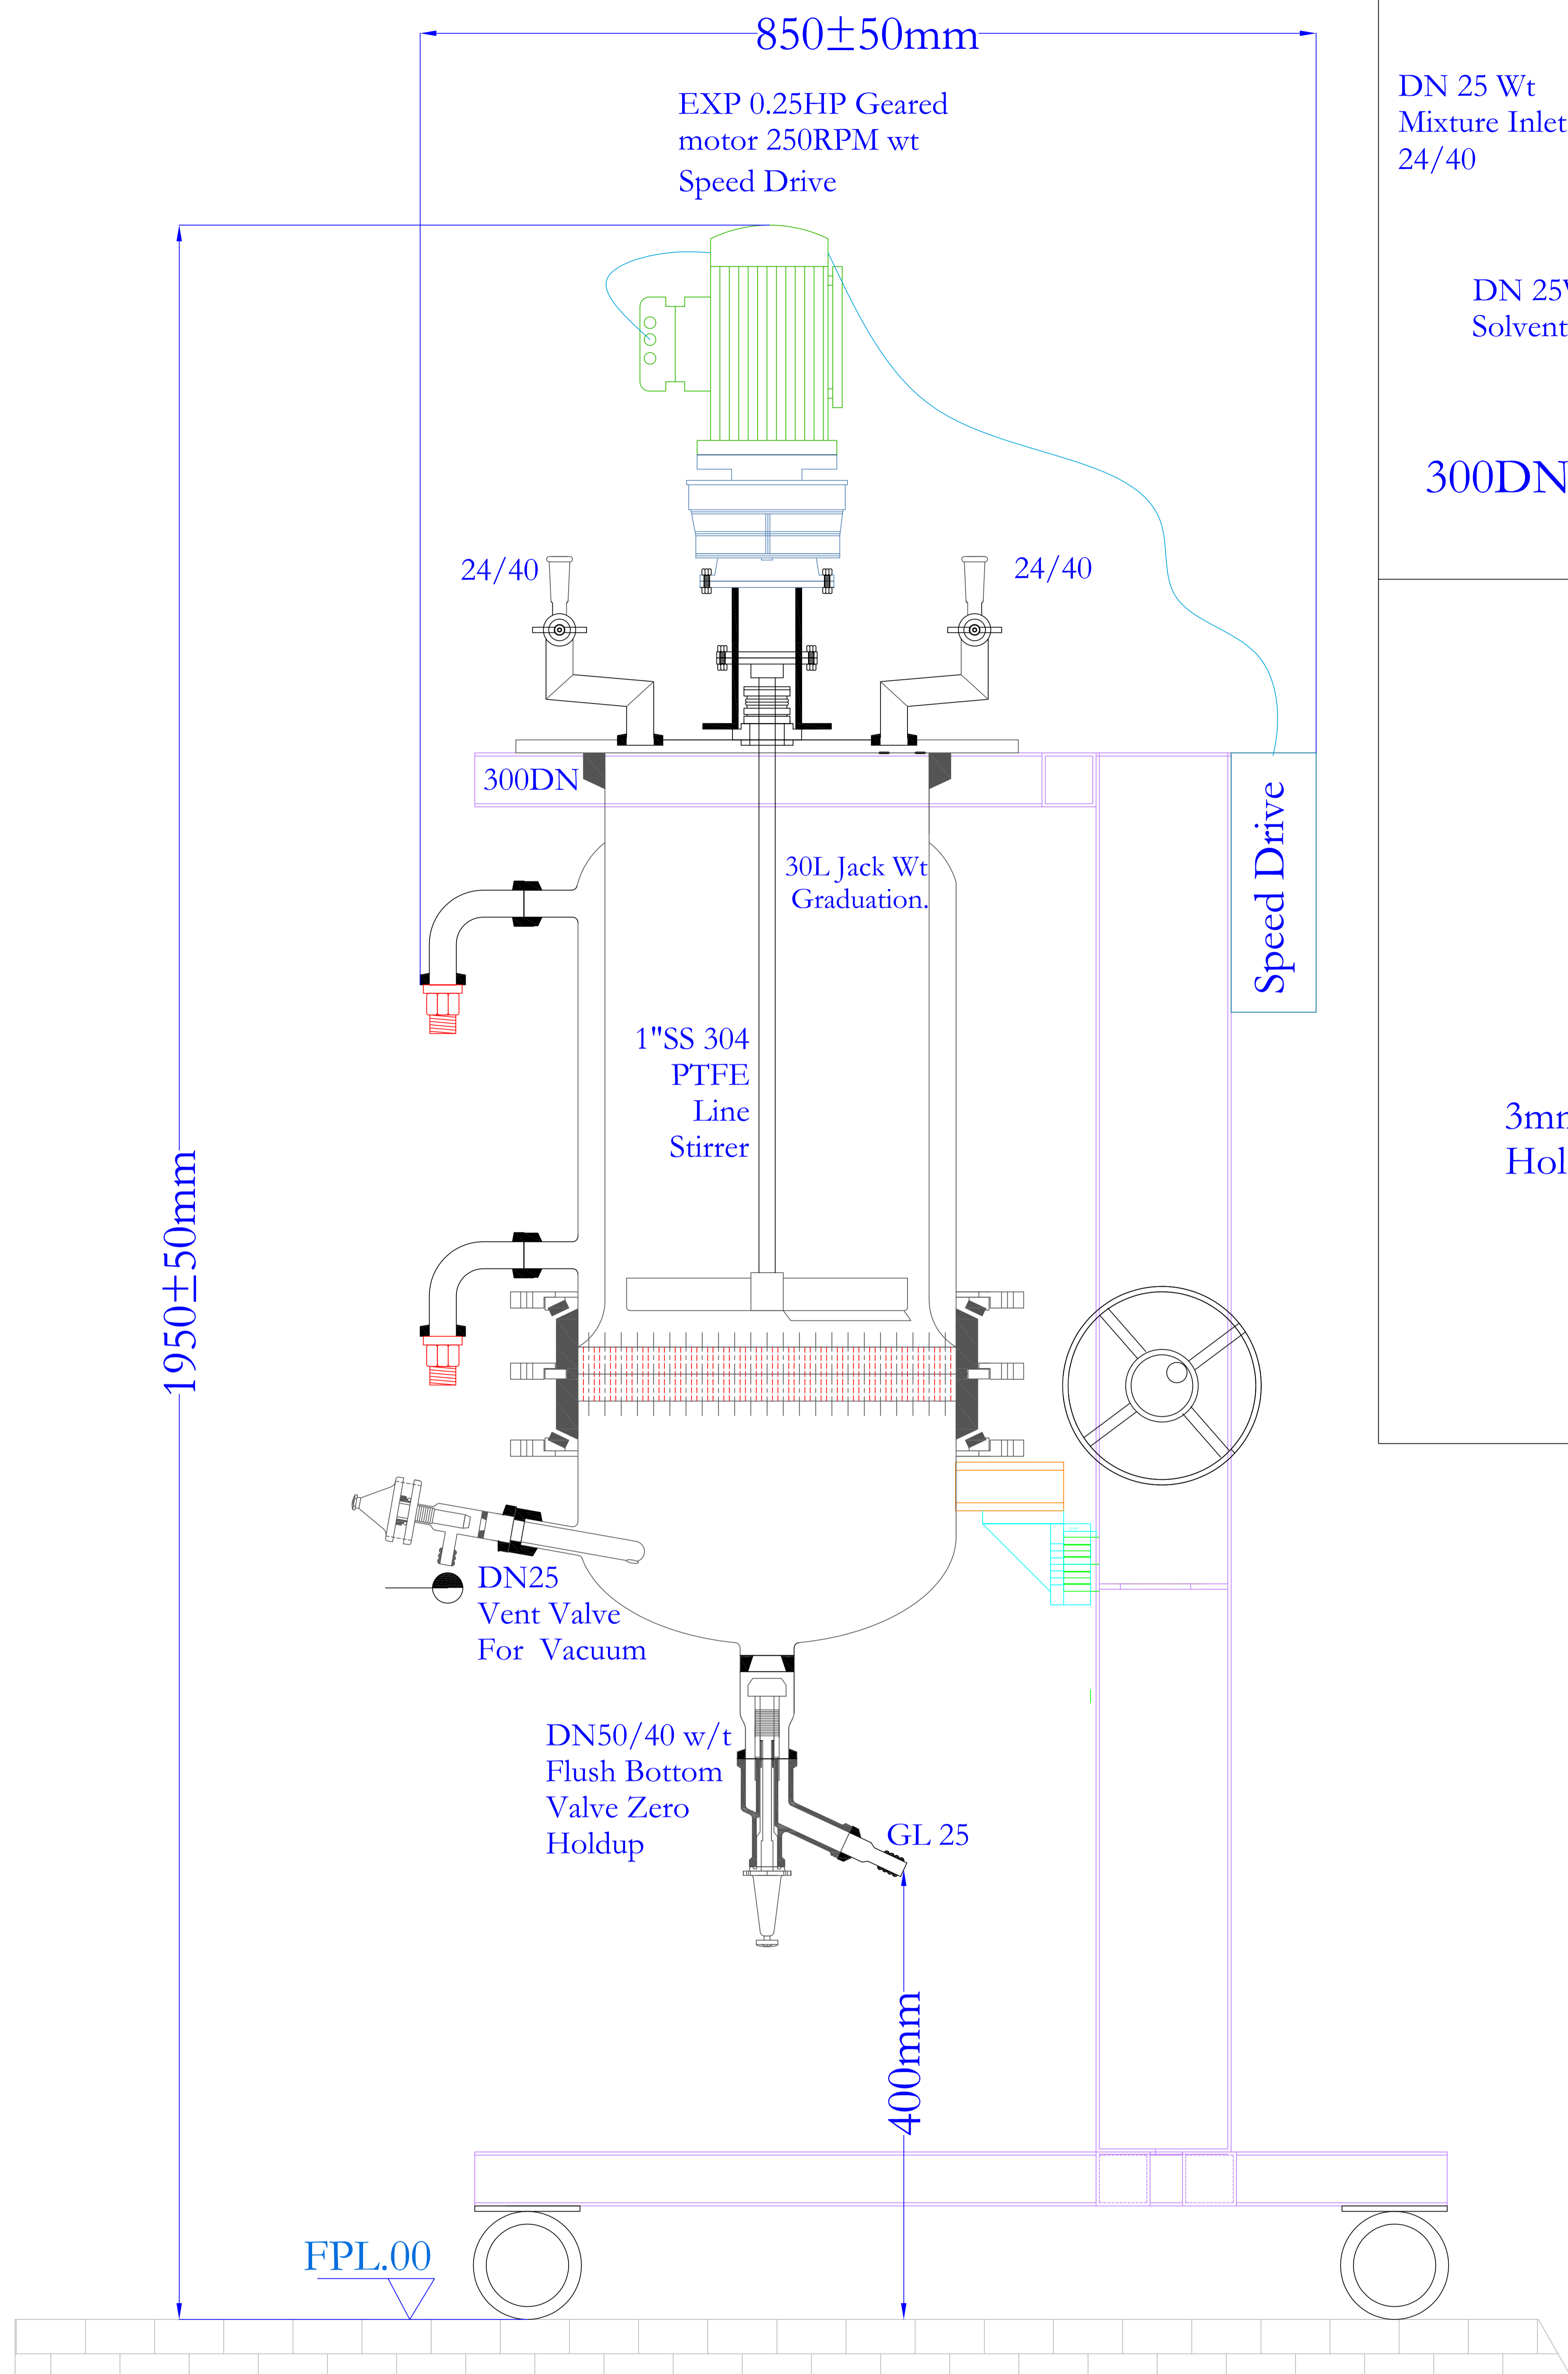 850±50mm
EXP 0.25HP Geared
motor 250RPM wt
Speed Drive
DN 25 Wt
Mixture Inlet
24/40
DN 25
Solvent
300DN
24/40
24/40
300DN
Speed Drive
30L Jack Wt
Graduation.
1"SS 304
PTFE
Line
Stirrer
1950±50mm
DN25
Vent Valve
For Vacuum
DN50/40 w/t
Flush Bottom
Valve Zero
Holdup
GL 25
400mm
FPL.00